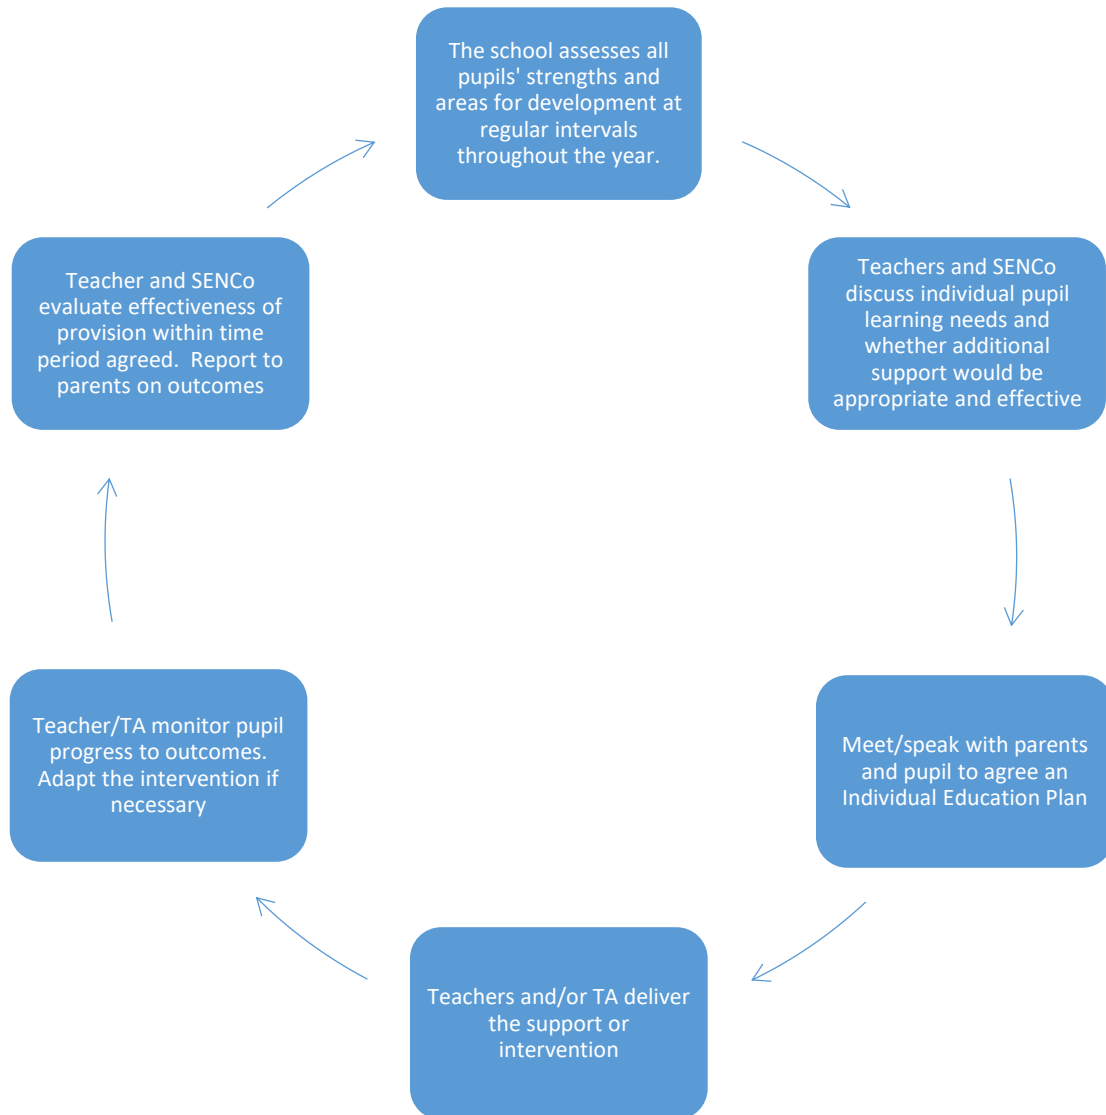 The school assesses all
pupils' strengths and
areas for development at
regular intervals
throughout the year.
Teachers and SENCo
discuss individual pupil
learning needs and
whether additional
support would be
appropriate and effective
Meet/speak with parents
and pupil to agree an
Individual Education Plan
Teachers and/or TA deliver
the support or
intervention
Teacher/TA monitor pupil
progress to outcomes.
Adapt the intervention if
necessary
Teacher and SENCo
evaluate effectiveness of
provision within time
period agreed.  Report to
parents on outcomes